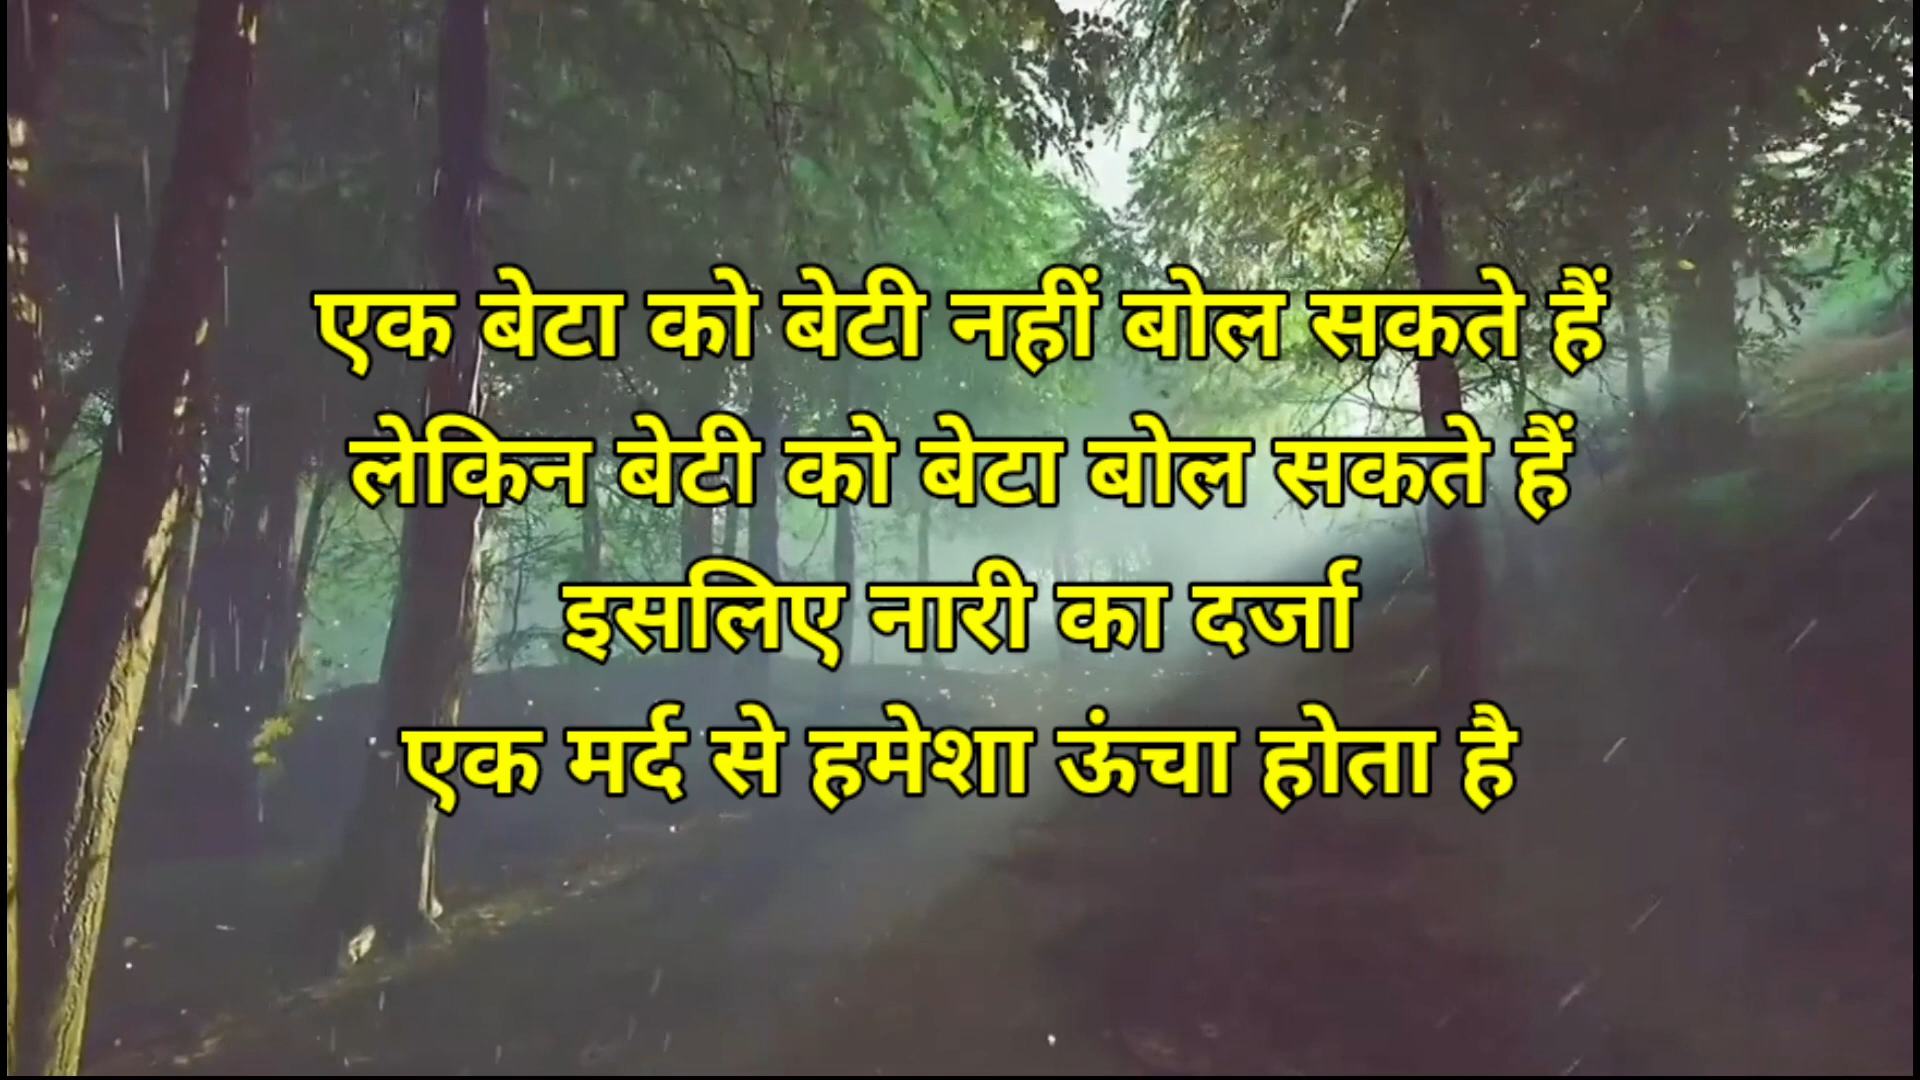 एक बेटा को बेटी नहीं बोल सकते हैं
लेकिन बेटी को बेटा बोल सकते हैं
इसलिए नारी का दर्जा
एक मर्द से हमेशा ऊंचा होता है